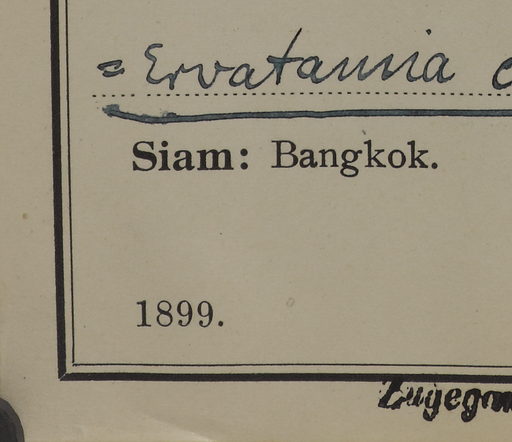 = Ervatamia
Siam: Bangkok.
1899.